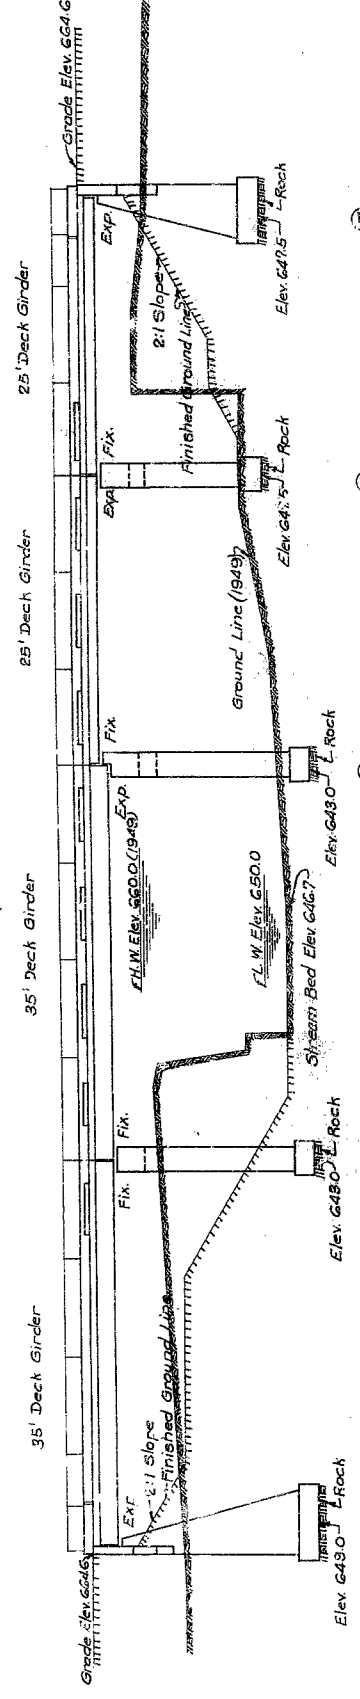 35' Deck Girder
35' Deck Girder
25' Deck Girder
25' Deck Girder
Grade Elev. 664.6
Grade Elev. 664.6
Exp.
2:1 Slope
Finished Ground Line
Fix.
Fix.
F.H.W. Elev. 660.0 (1949)
F.L.W. Elev. 650.0
Stream Bed Elev. 646.7
Exp.
Fix.
Ground Line (1949)
Exp.
Fix.
2:1 Slope
Finished Ground Line
Exp.
Elev. 643.0
Rock
Elev. 643.0
Rock
Elev. 643.0
Rock
Elev.
Rock
Elev. 647.5
Rock